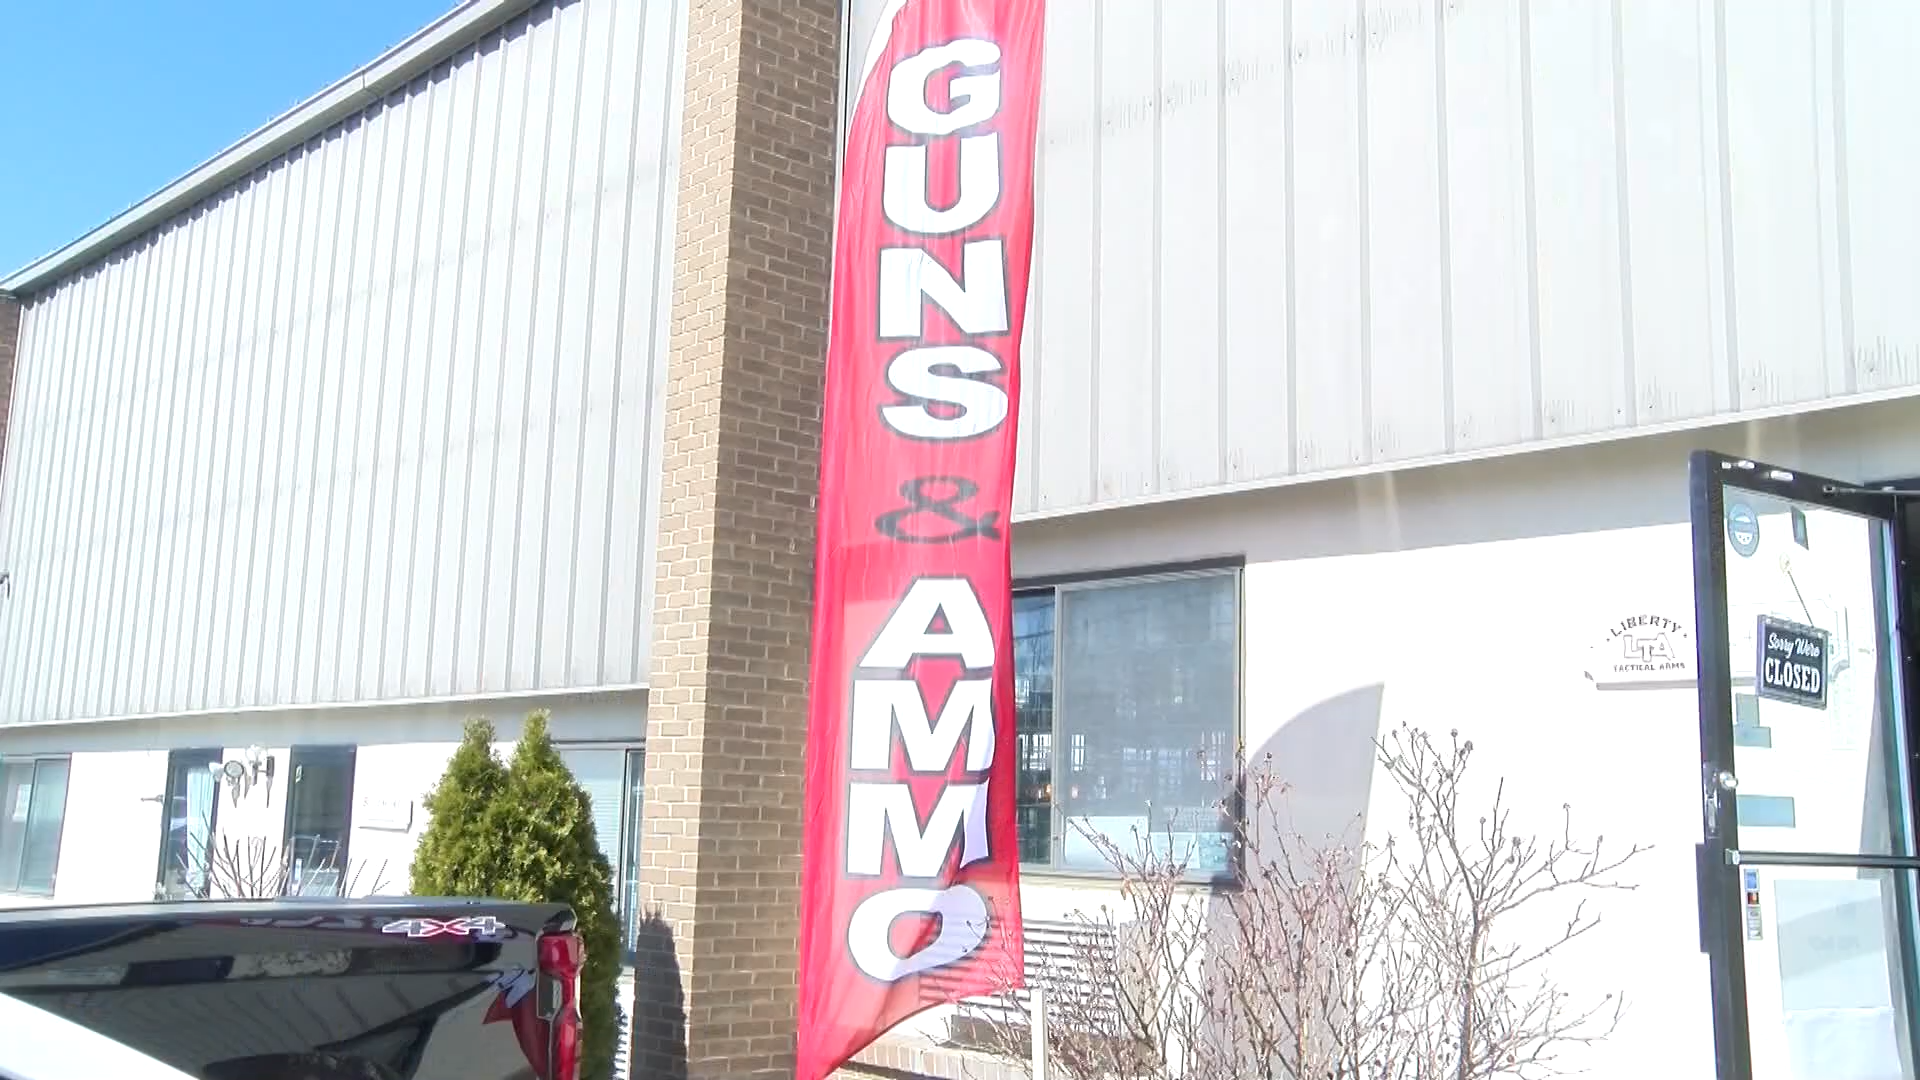 GUNS
&
AMMO
LIBERTY
LTA
TACTICAL ARMS
Sorry We're
CLOSED
4X4